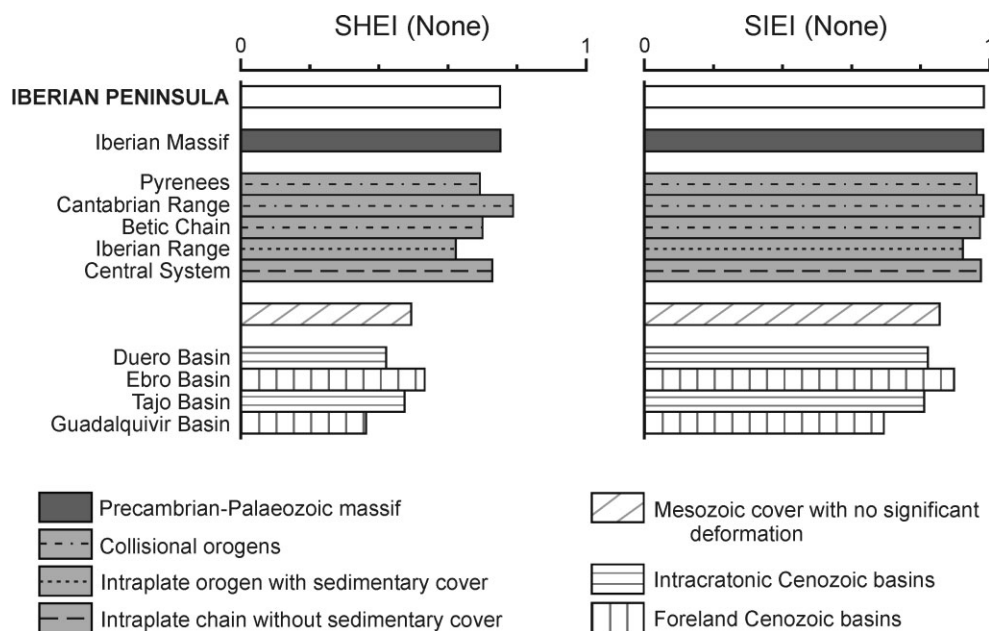 SHEI (None)
SIEI (None)
0
1
0
1
IBERIAN PENINSULA
Iberian Massif
Pyrenees
Cantabrian Range
Betic Chain
Iberian Range
Central System
Duero Basin
Ebro Basin
Tajo Basin
Guadalquivir Basin
Precambrian-Palaeozoic massif
Collisional orogens
Intraplate orogen with sedimentary cover
Intraplate chain without sedimentary cover
Mesozoic cover with no significant
deformation
Intracratonic Cenozoic basins
Foreland Cenozoic basins